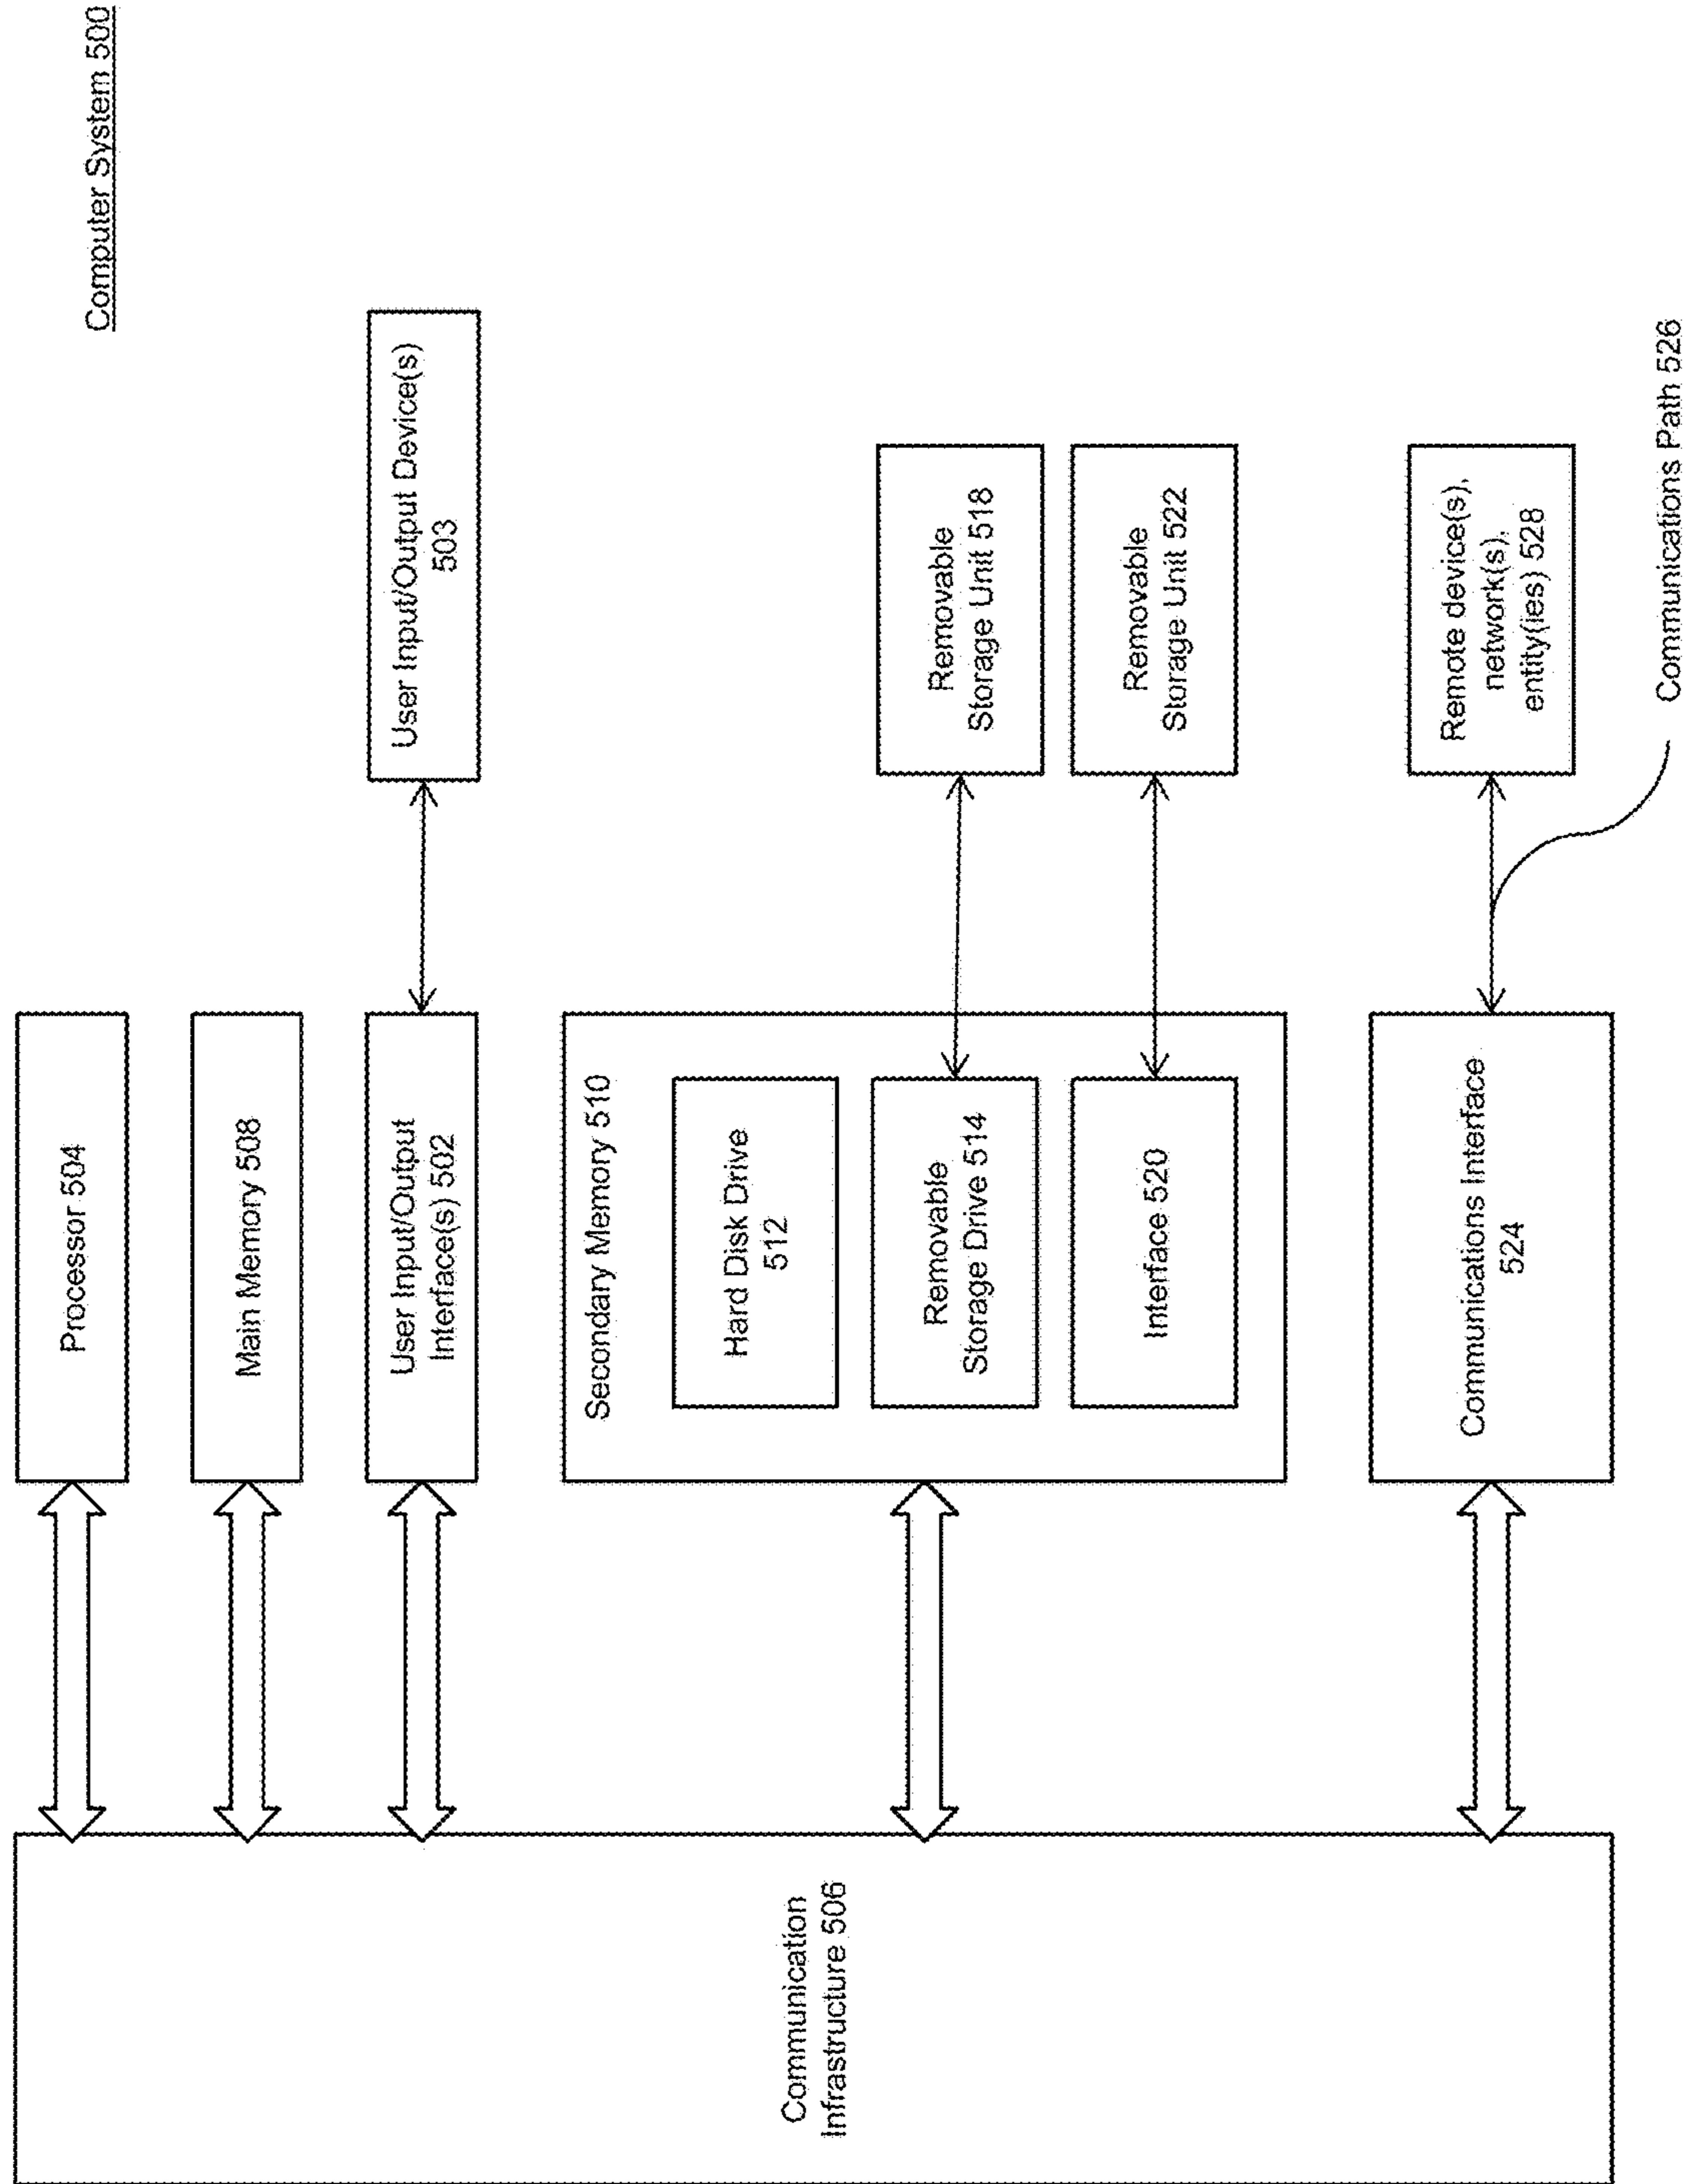 Computer System 500
Processor 504
Main Memory 508
User Input/Output
Interface(s) 502
User Input/Output Device(s)
503
Secondary Memory 510
Hard Disk Drive
512
Removable
Storage Drive 514
Removable
Storage Unit 518
Interface 520
Removable
Storage Unit 522
Communications Interface
524
Remote device(s),
network(s),
entity(ies) 528
Communications Path 526
Communication
Infrastructure 506